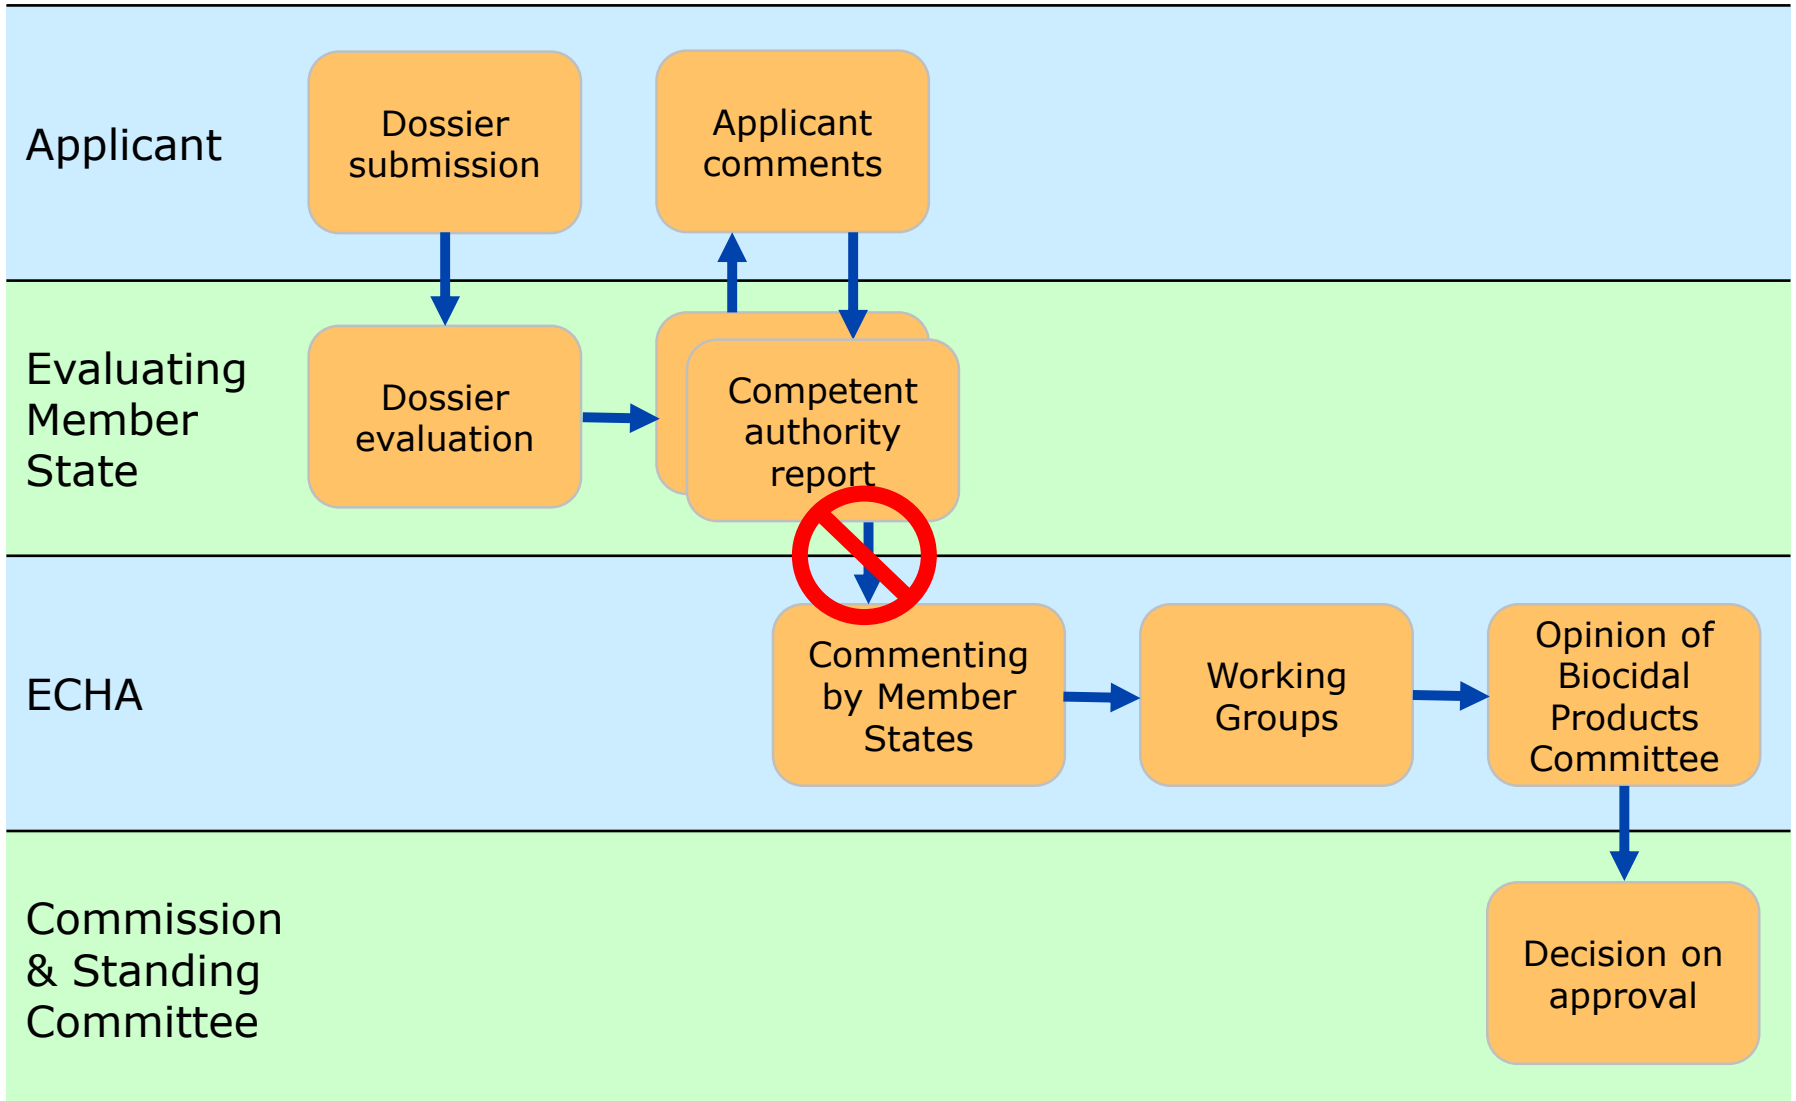 Applicant
Dossier
submission
Applicant
comments
Evaluating
Member
State
Dossier
evaluation
Competent
authority
report
ECHA
Commenting
by Member
States
Working
Groups
Opinion of
Biocidal
Products
Committee
Commission
& Standing
Committee
Decision on
approval